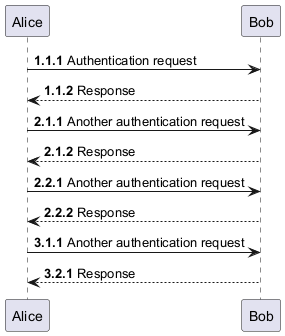 Alice Bob
1.1.1 Authentication request
1.1.2 Response
2.1.1 Another authentication request
2.1.2 Response
2.2.1 Another authentication request
2.2.2 Response
3.1.1 Another authentication request
3.2.1 Response
Alice Bob